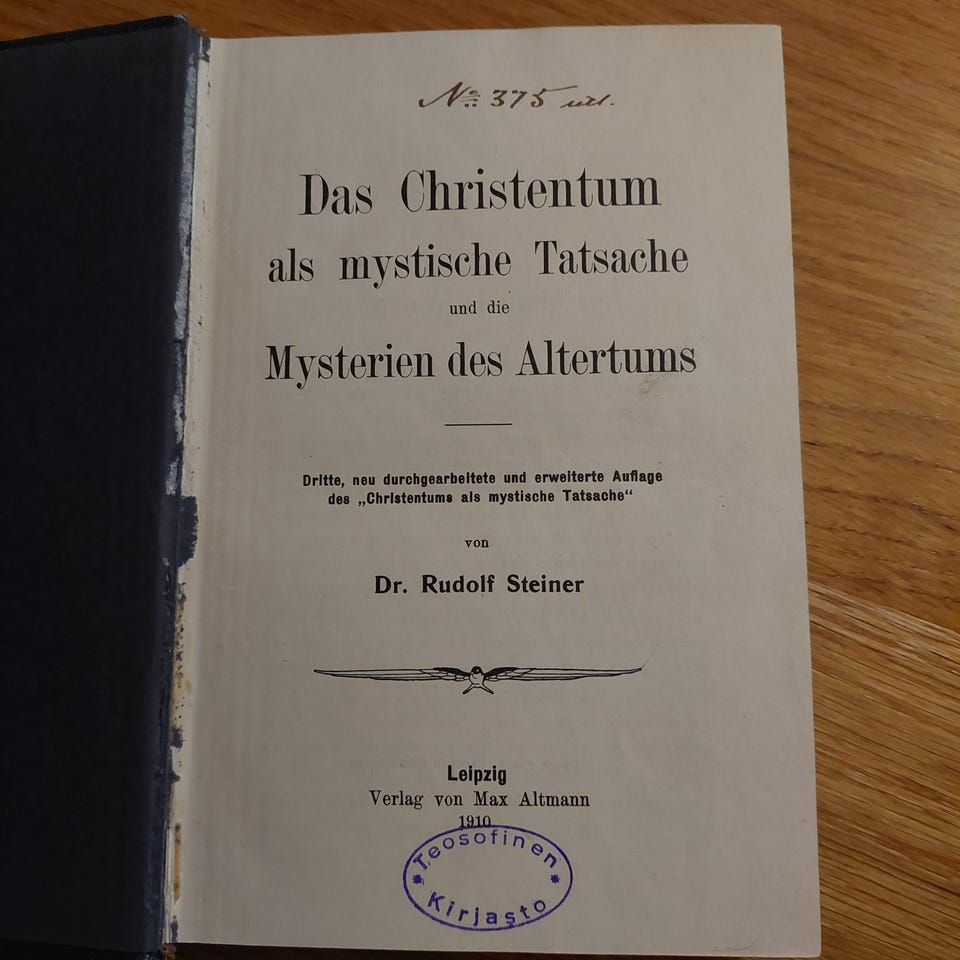 No 375 utl.
Das Christentum
als mystische Tatsache
und die
Mysterien des Altertums
Dritte, neu durchgearbeitete und erweiterte Auflage
des „Christentums als mystische Tatsache“
von
Dr. Rudolf Steiner
Leipzig
Verlag von Max Altmann
1910
Teosofinen
* *
Kirjasto